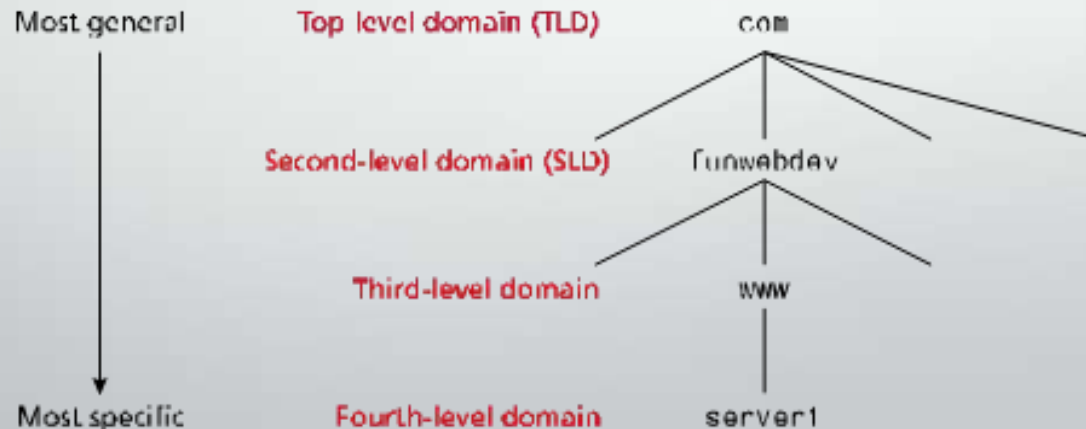 Most general Top level domain (TLD) com
Second-level domain (SLD) funwebdev
Third-level domain www
Most specific Fourth-level domain server1